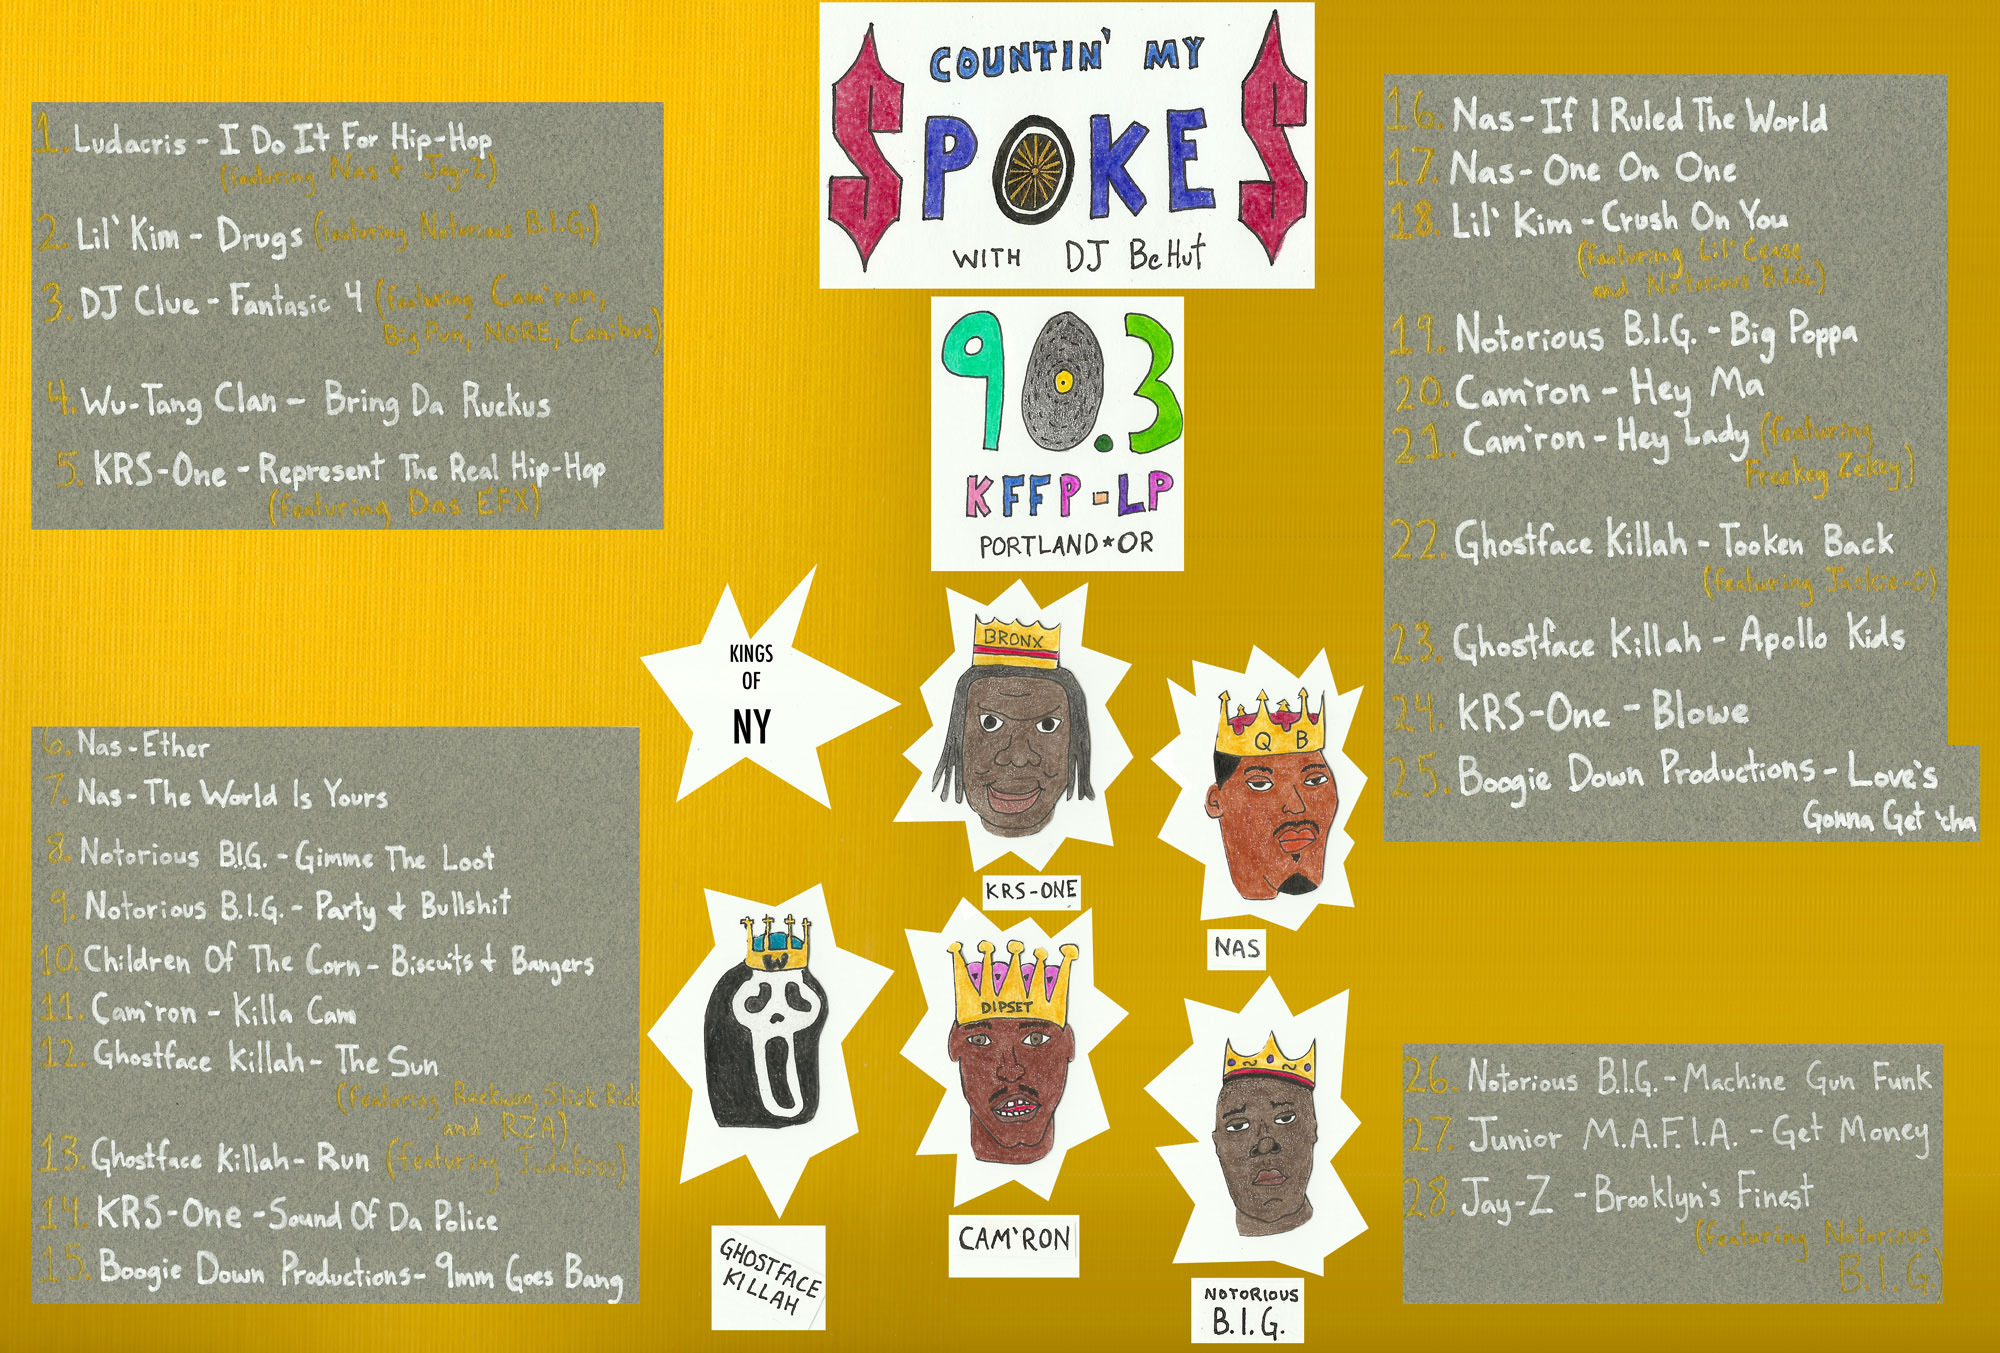 COUNTIN' MY
SPOKES
WITH DJ BeHut
90.3
KFFP-LP
PORTLAND*OR
1. Ludacris - I Do It For Hip-Hop
(featuring Nas & Jay-Z)
2. Lil' Kim - Drugs (featuring Notorious B.I.G.)
3. DJ Clue - Fantasic 4 (featuring Cam'ron,
Big Pun, NORE, Canibus)
4. Wu-Tang Clan - Bring Da Ruckus
5. KRS-One - Represent The Real Hip-Hop
(featuring Das EFX)
6. Nas - Ether
7. Nas - The World Is Yours
8. Notorious B.I.G. - Gimme The Loot
9. Notorious B.I.G. - Party & Bullshit
10. Children Of The Corn - Biscuits & Bangers
11. Cam'ron - Killa Cam
12. Ghostface Killah - The Sun
(featuring Raekwon, Slick Rick
and RZA)
13. Ghostface Killah - Run (featuring Jadakiss)
14. KRS-One - Sound Of Da Police
15. Boogie Down Productions - 9mm Goes Bang
KINGS
OF
NY
BRONX
KRS-ONE
Q B
NAS
W
GHOSTFACE
KILLAH
DIPSET
CAM'RON
NOTORIOUS
B.I.G.
16. Nas - If I Ruled The World
17. Nas - One On One
18. Lil' Kim - Crush On You
(featuring Lil' Cease
and Notorious B.I.G.)
19. Notorious B.I.G. - Big Poppa
20. Cam'ron - Hey Ma
21. Cam'ron - Hey Lady (featuring
Freekeg Zekey)
22. Ghostface Killah - Tooken Back
(featuring Jackie-O)
23. Ghostface Killah - Apollo Kids
24. KRS-One - Blowe
25. Boogie Down Productions - Love's
Gonna Get 'cha
26. Notorious B.I.G. - Machine Gun Funk
27. Junior M.A.F.I.A. - Get Money
28. Jay-Z - Brooklyn's Finest
(featuring Notorious
B.I.G.)